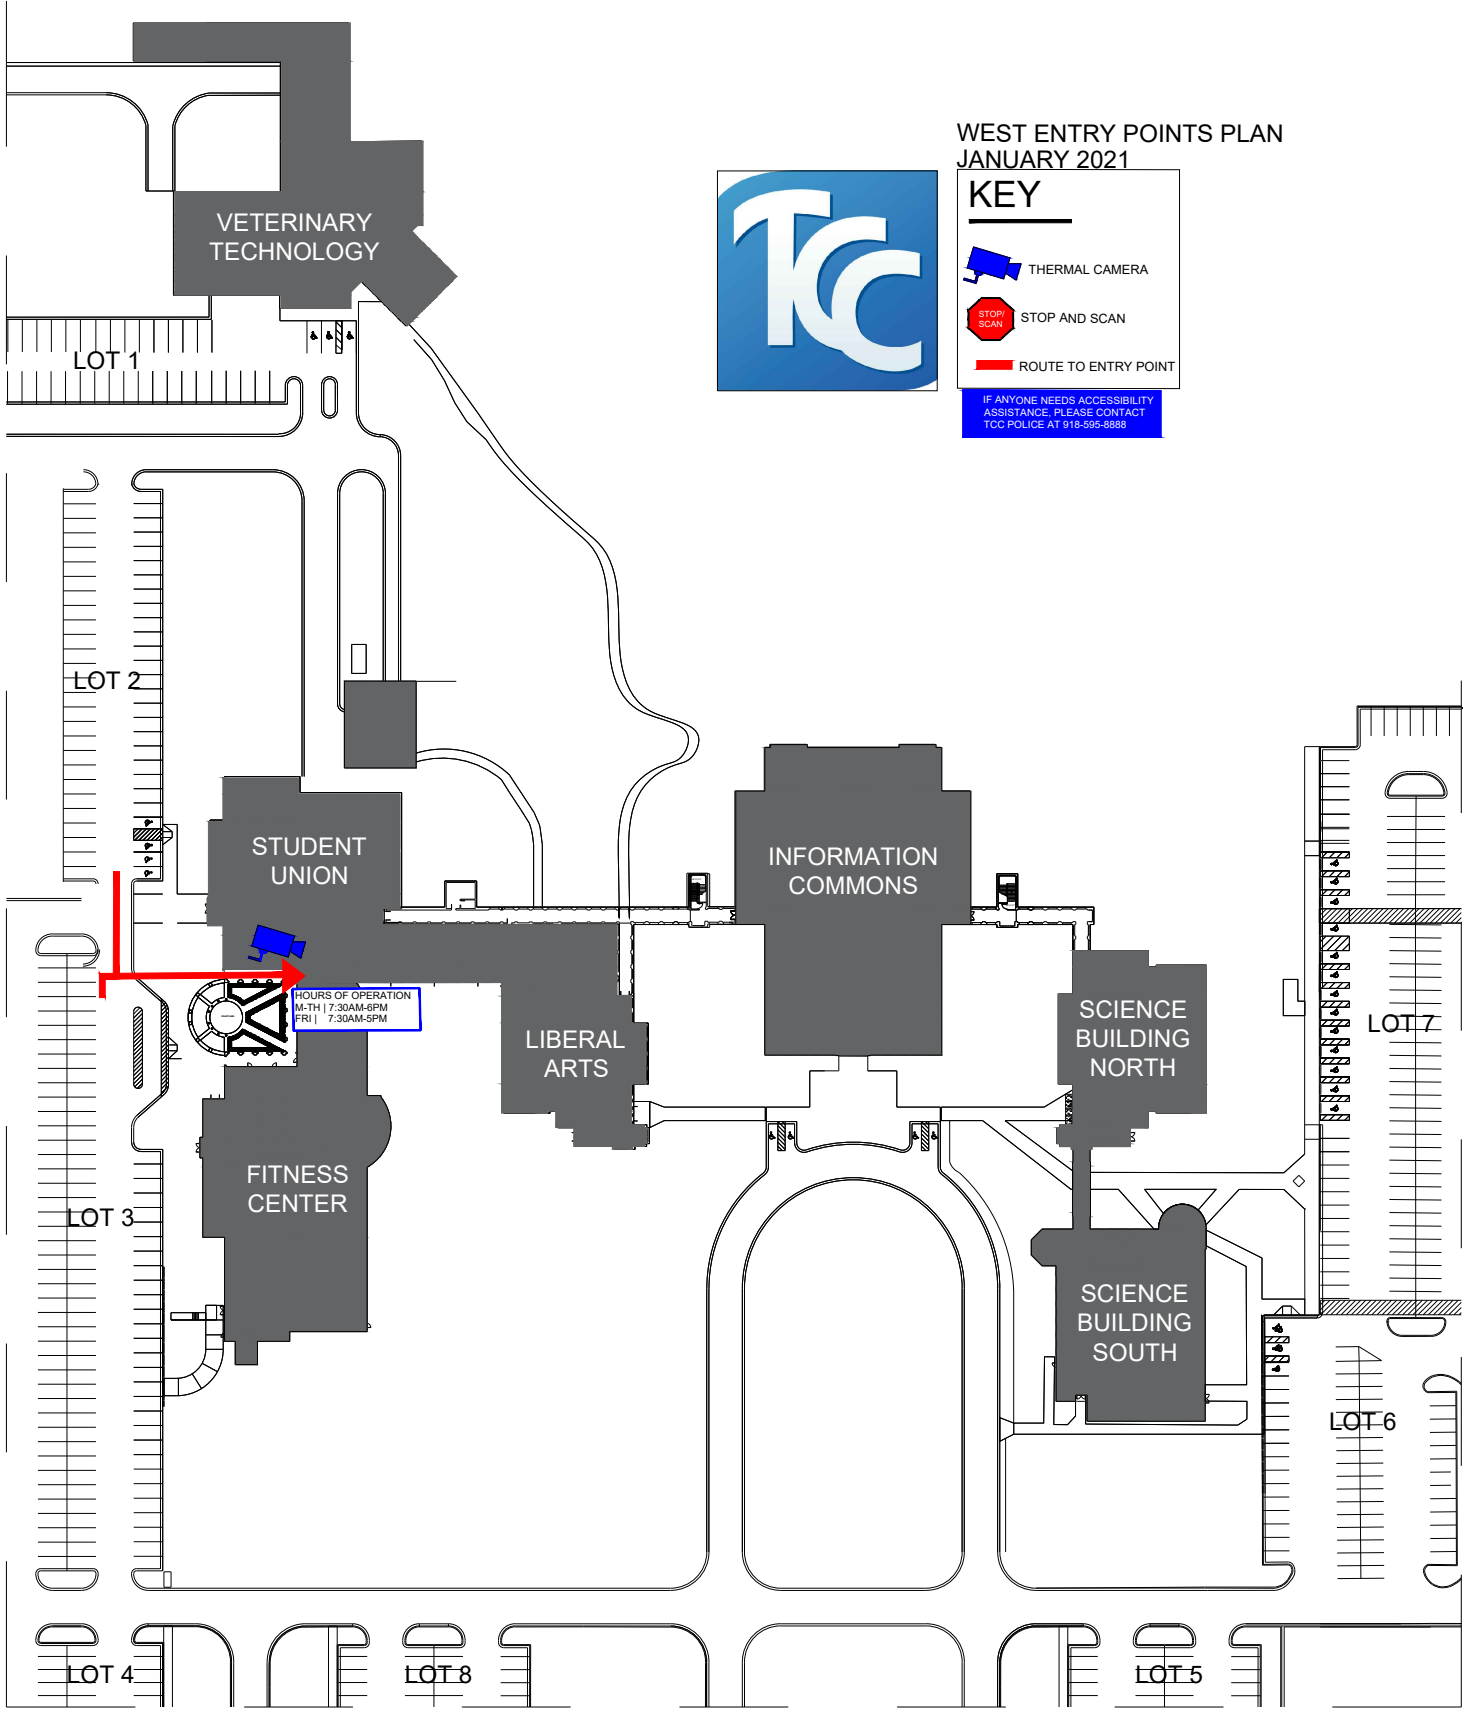 WEST ENTRY POINTS PLAN
JANUARY 2021
TCC
KEY
THERMAL CAMERA
STOP/
SCAN
STOP AND SCAN
ROUTE TO ENTRY POINT
IF ANYONE NEEDS ACCESSIBILITY
ASSISTANCE, PLEASE CONTACT
TCC POLICE AT 918-595-8888
VETERINARY
TECHNOLOGY
LOT 1
LOT 2
STUDENT
UNION
INFORMATION
COMMONS
HOURS OF OPERATION
M-TH | 7:30AM-6PM
FRI | 7:30AM-5PM
LIBERAL
ARTS
SCIENCE
BUILDING
NORTH
LOT 7
FITNESS
CENTER
LOT 3
SCIENCE
BUILDING
SOUTH
LOT 6
LOT 4
LOT 8
LOT 5